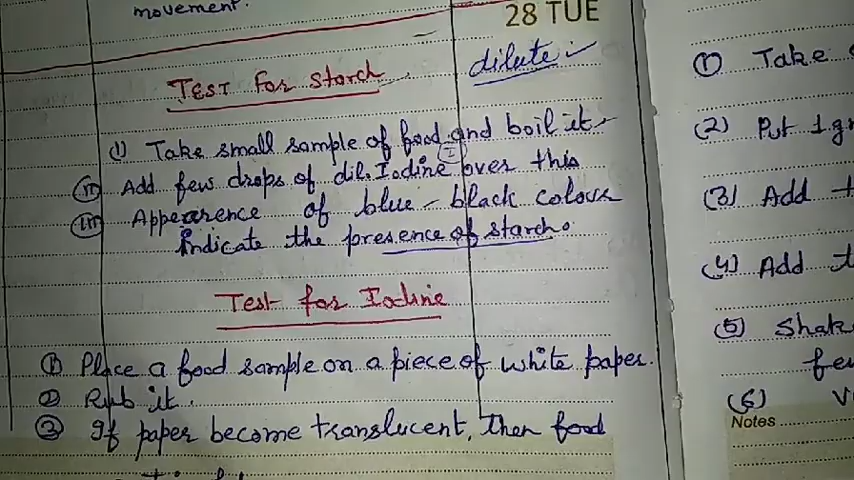 movement.
28 TUE
Test for Starch
dilute
(i) Take small sample of food and boil it
(ii) Add few drops of dil. Iodine over this
(iii) Appearence of blue - black colour
indicate the presence of starch.
Test for Iodine
(1) Place a food sample on a piece of white paper.
(2) Rub it.
(3) If paper become translucent, then food
(1) Take
(2) Put 1
(3) Add
(4) Add
(5) Shake
(6)
Notes